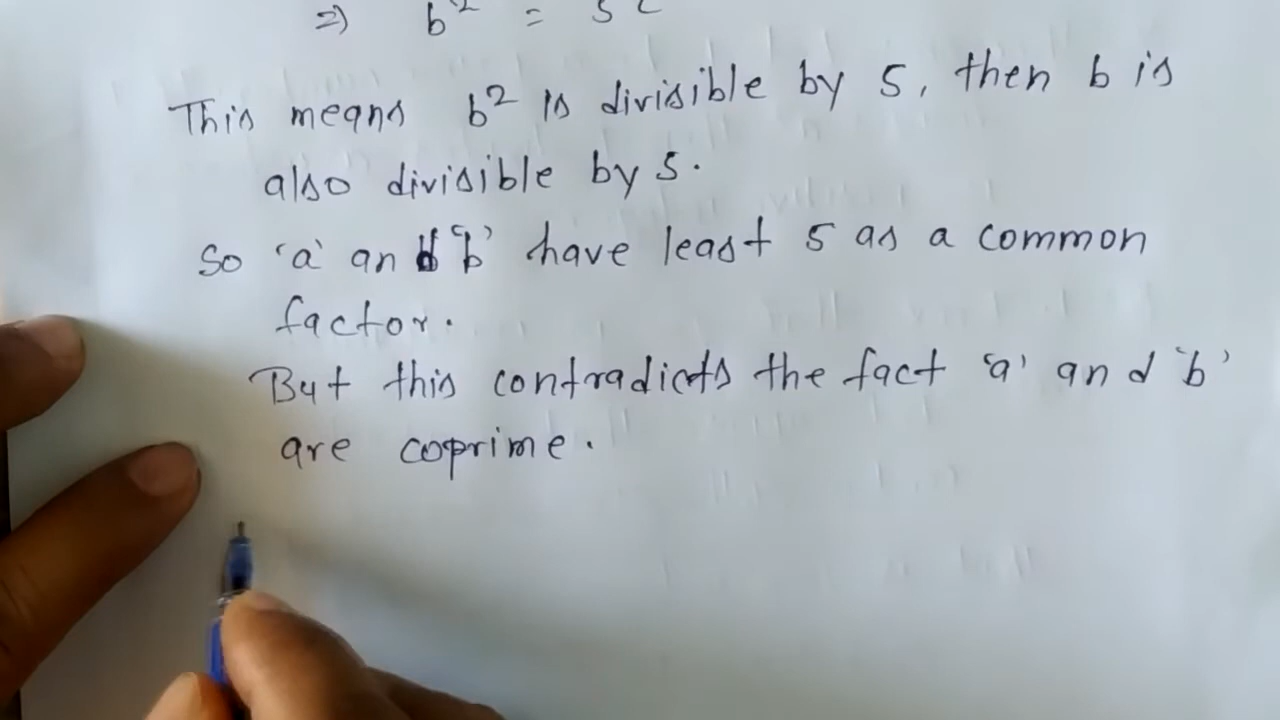 ⇒ b² = 5c
This means b² is divisible by 5, then b is
also divisible by 5.
So 'a' and 'b' have least 5 as a common
factor.
But this contradicts the fact 'a' and 'b'
are coprime.